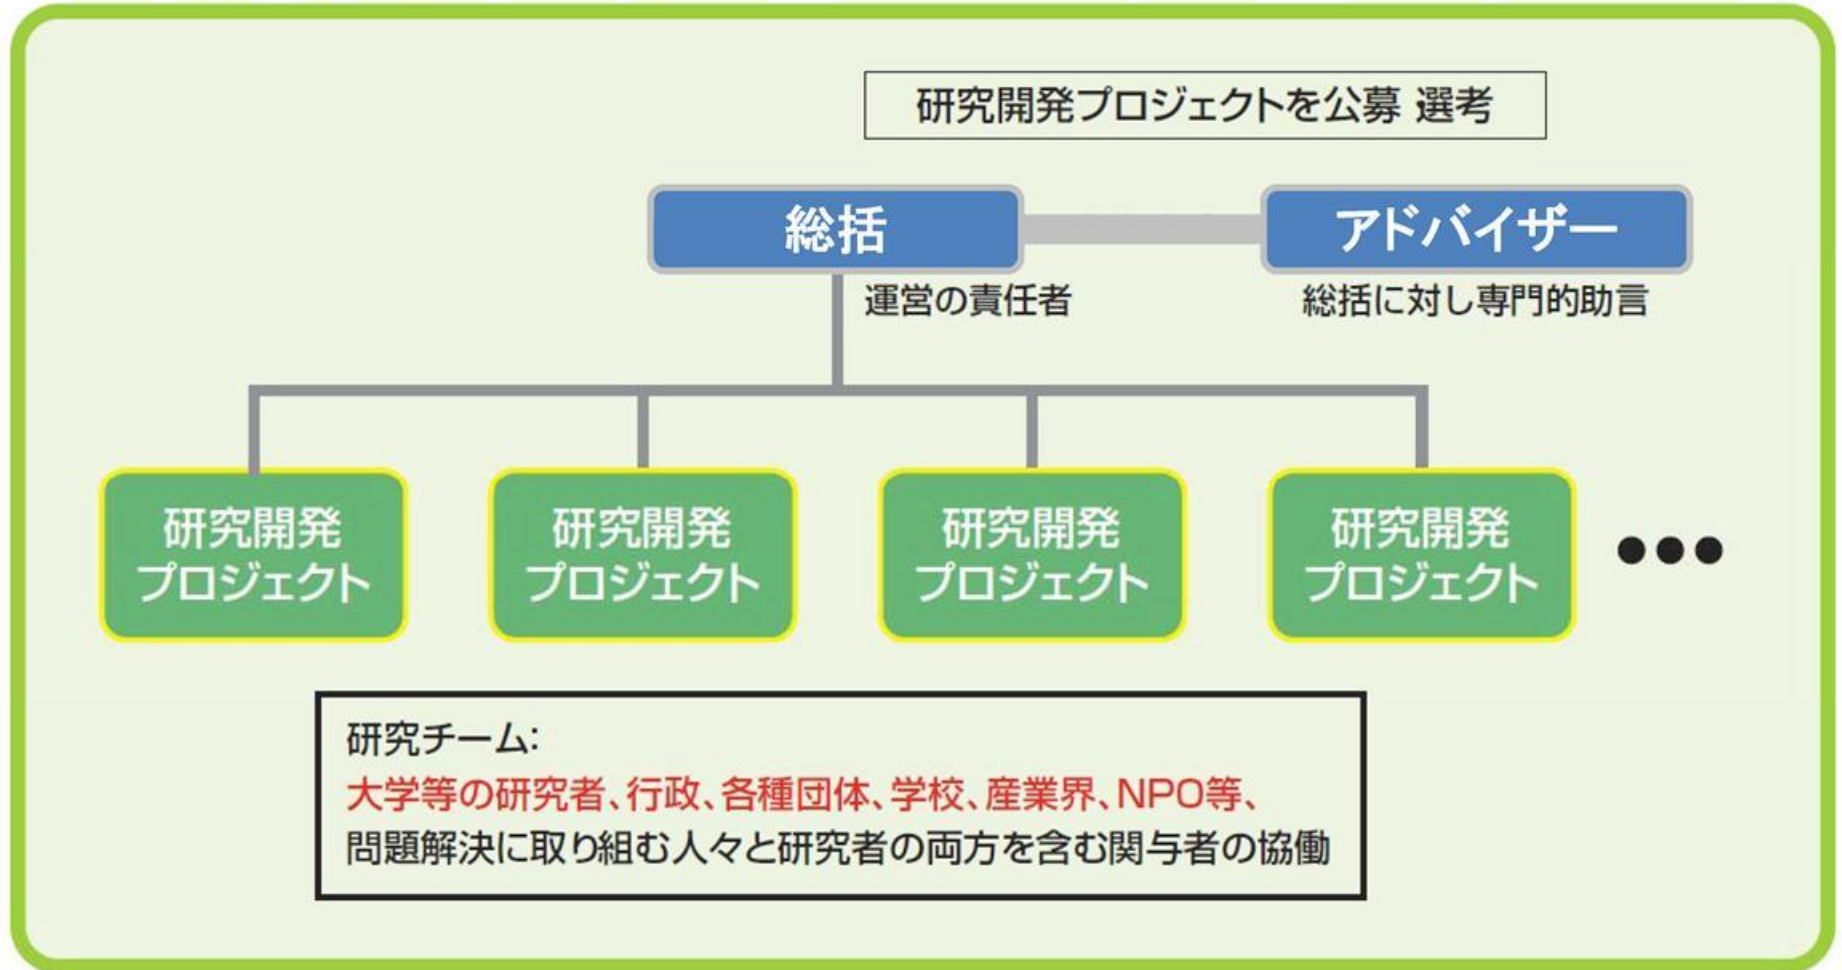 研究開発プロジェクトを公募 選考
総括
アドバイザー
運営の責任者
総括に対し専門的助言
研究開発
プロジェクト
研究開発
プロジェクト
研究開発
プロジェクト
研究開発
プロジェクト
●●●
研究チーム:
大学等の研究者、行政、各種団体、学校、産業界、NPO等、
問題解決に取り組む人々と研究者の両方を含む関与者の協働